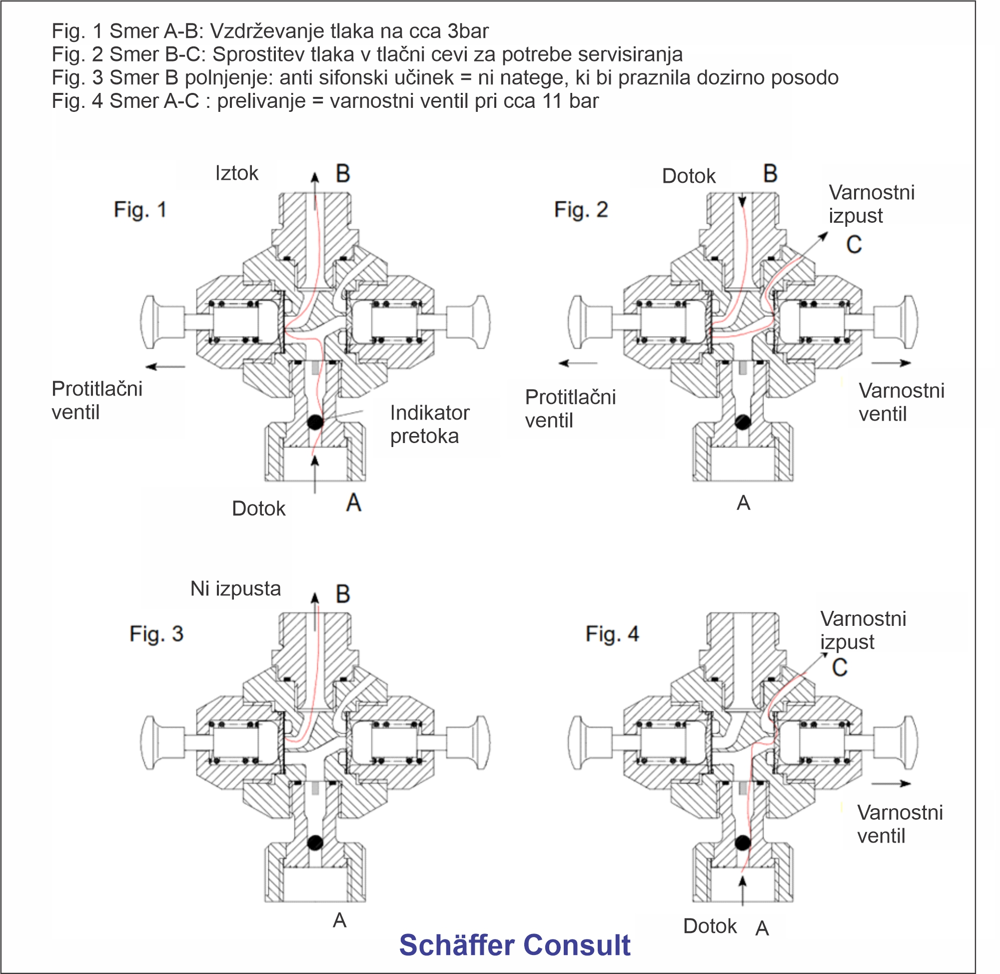 Fig. 1 Smer A-B: Vzdrževanje tlaka na cca 3bar
Fig. 2 Smer B-C: Sprostitev tlaka v tlačni cevi za potrebe servisiranja
Fig. 3 Smer B polnjenje: anti sifonski učinek = ni natege, ki bi praznila dozirno posodo
Fig. 4 Smer A-C : prelivanje = varnostni ventil pri cca 11 bar
Iztok
B
Fig. 1
Protitlačni
ventil
Indikator
pretoka
Dotok
A
Dotok
B
Fig. 2
Varnostni
izpust
C
Protitlačni
ventil
Varnostni
ventil
A
Ni izpusta
B
Fig. 3
A
Fig. 4
Varnostni
izpust
C
Varnostni
ventil
Dotok
A
Schäffer Consult